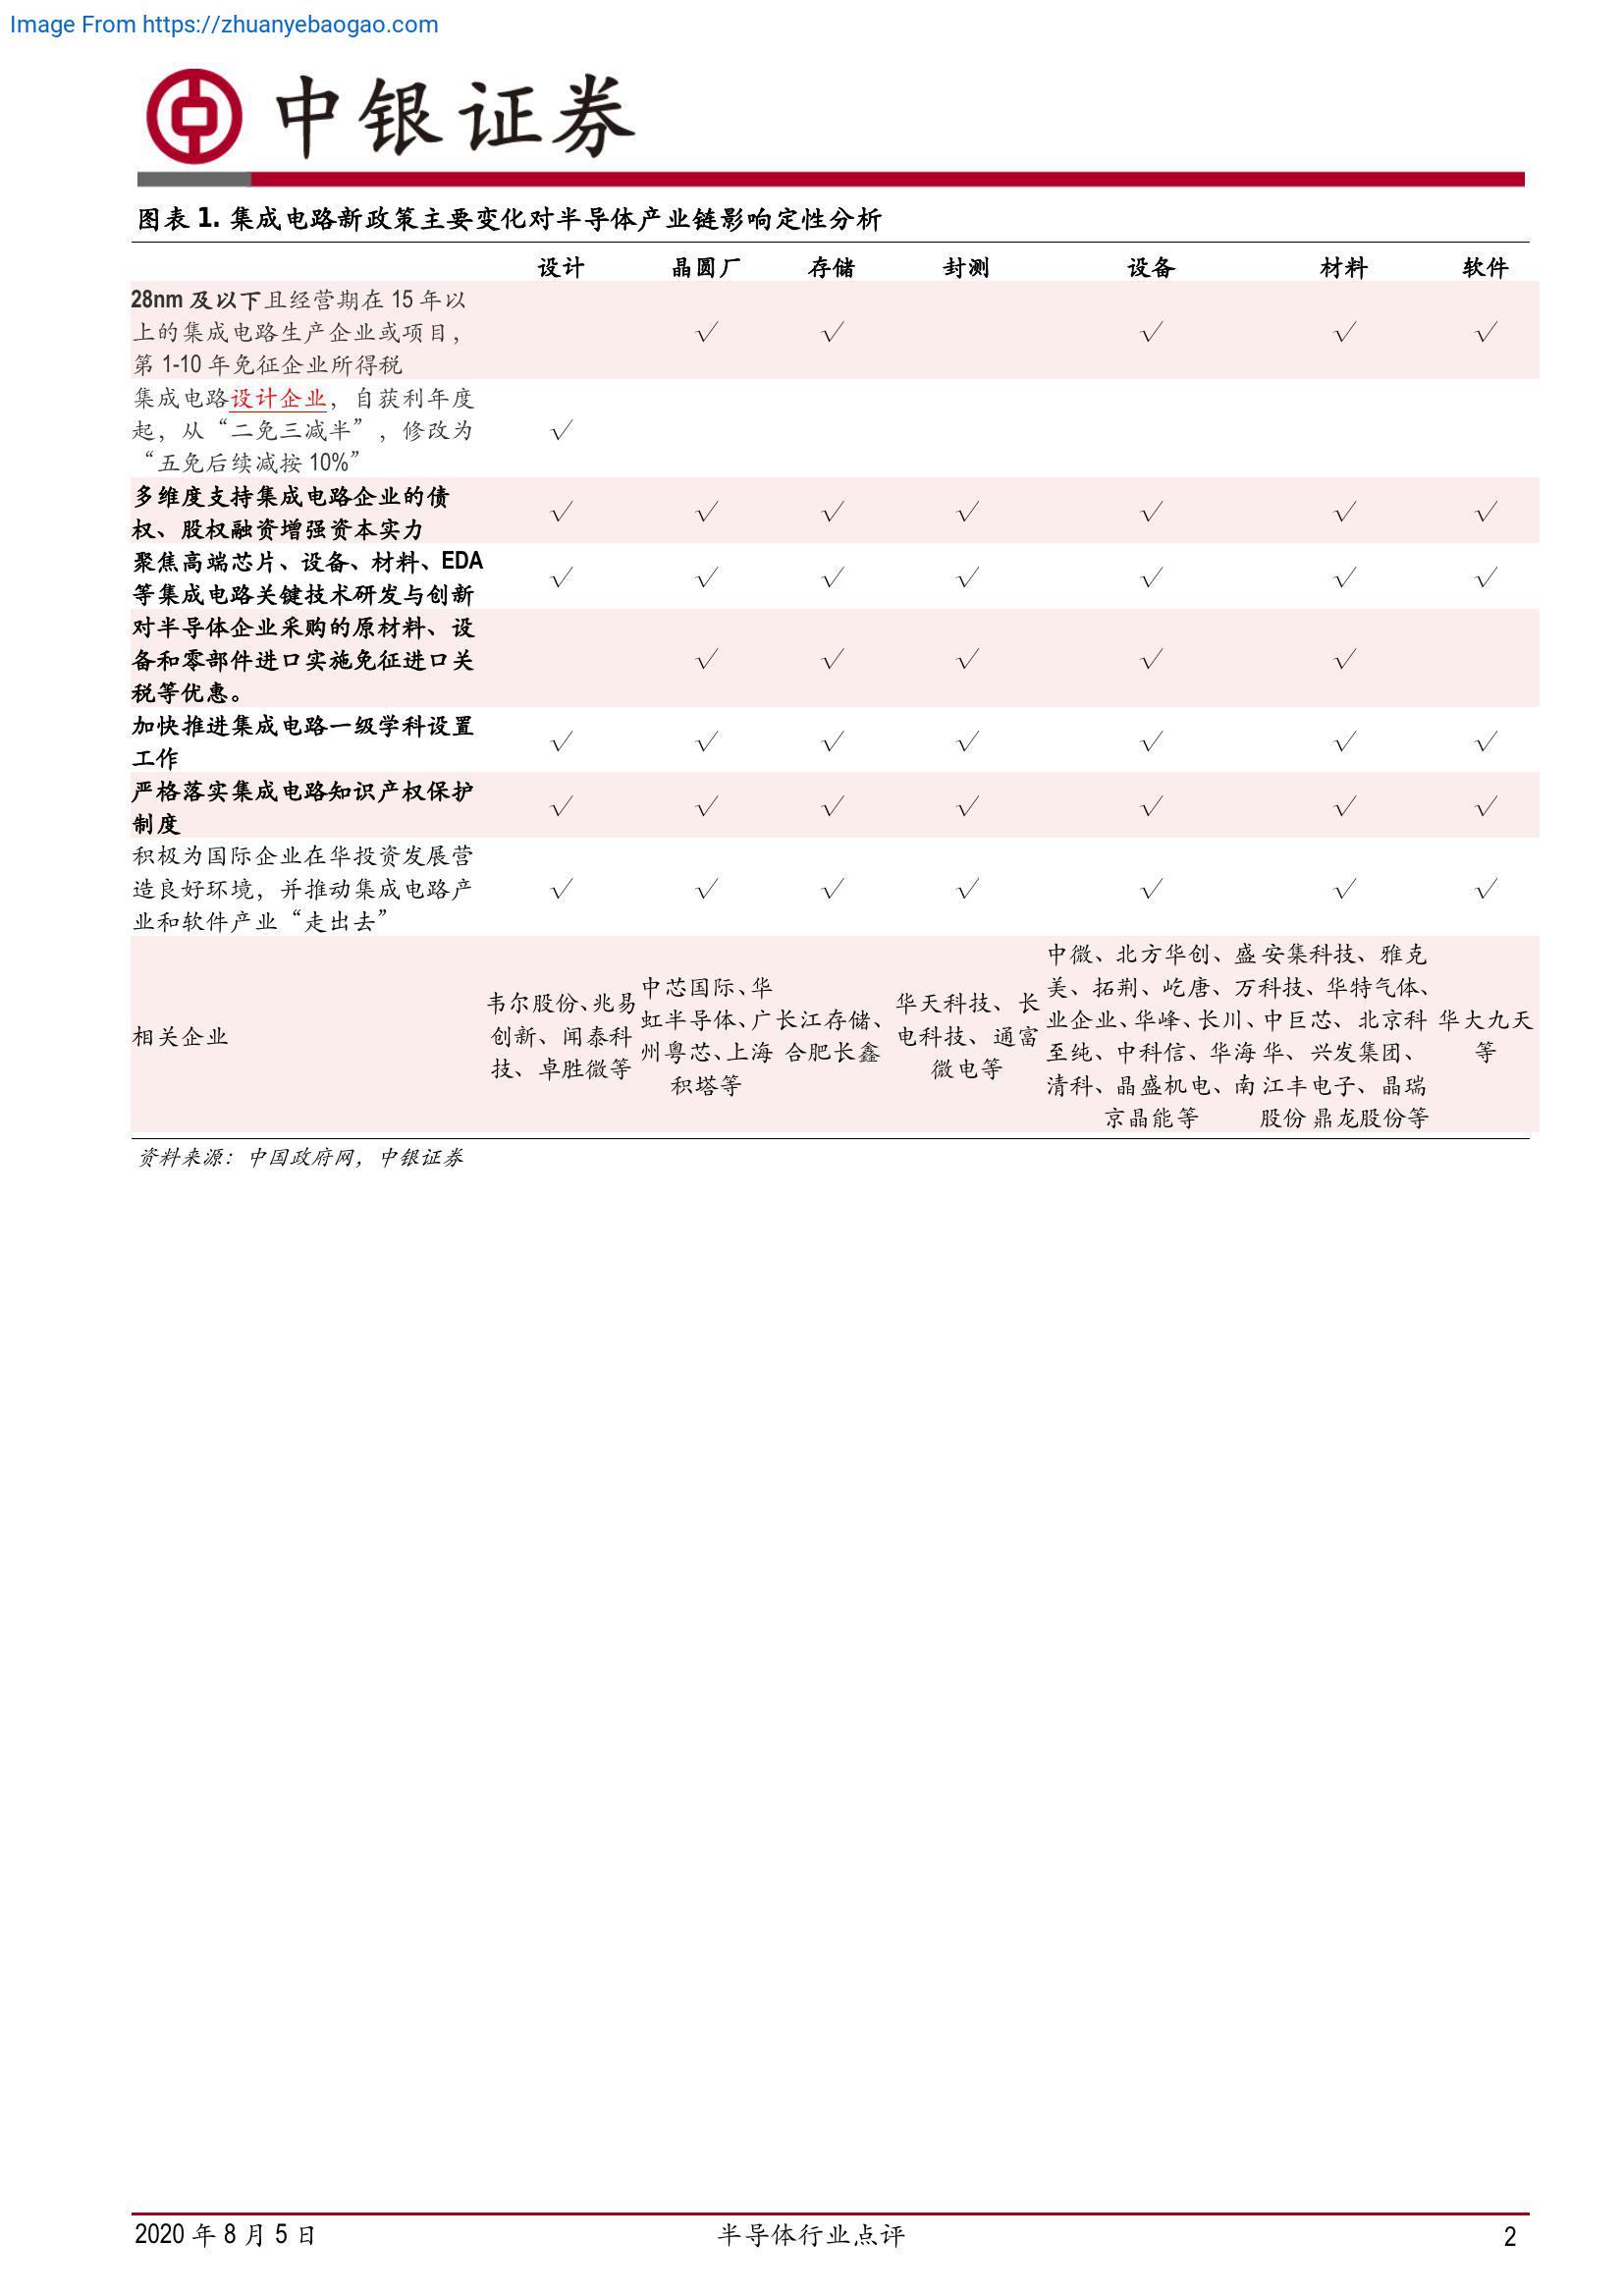 Image From https://zhuanyebaogao.com
中银证券
图表 1. 集成电路新政策主要变化对半导体产业链影响定性分析
设计 晶圆厂 存储 封测 设备 材料 软件
28nm 及以下且经营期在 15 年以
上的集成电路生产企业或项目，
第 1-10 年免征企业所得税
√ √ √ √ √
集成电路设计企业，自获利年度
起，从“二免三减半”，修改为
“五免后续减按 10%”
√
多维度支持集成电路企业的债
权、股权融资增强资本实力
√ √ √ √ √ √ √
聚焦高端芯片、设备、材料、EDA
等集成电路关键技术研发与创新
√ √ √ √ √ √ √
对半导体企业采购的原材料、设
备和零部件进口实施免征进口关
税等优惠。
√ √ √ √ √
加快推进集成电路一级学科设置
工作
√ √ √ √ √ √ √
严格落实集成电路知识产权保护
制度
√ √ √ √ √ √ √
积极为国际企业在华投资发展营
造良好环境，并推动集成电路产
业和软件产业“走出去”
√ √ √ √ √ √ √
相关企业
韦尔股份、兆易
创新、闻泰科
技、卓胜微等
中芯国际、华
虹半导体、广
州粤芯、上海
积塔等
长江存储、
合肥长鑫
华天科技、长
电科技、通富
微电等
中微、北方华创、盛
美、拓荆、屹唐、万
业企业、华峰、长川、
至纯、中科信、华海
清科、晶盛机电、南
京晶能等
安集科技、雅克
科技、华特气体、
中巨芯、北京科
华、兴发集团、
江丰电子、晶瑞
股份 鼎龙股份等
华大九天
等
资料来源：中国政府网，中银证券
2020 年 8 月 5 日
半导体行业点评
2